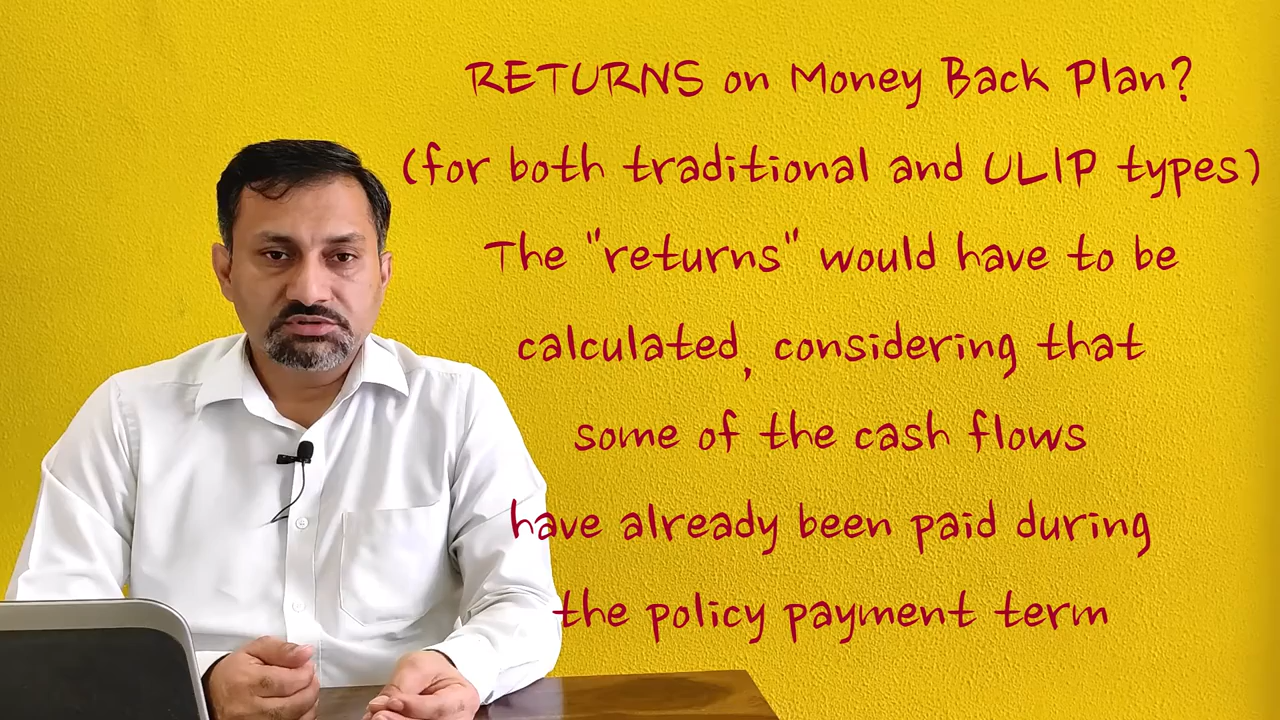 RETURNS on Money Back Plan?
(for both traditional and ULIP types)
The "returns" would have to be
calculated, considering that
some of the cash flows
have already been paid during
the policy payment term